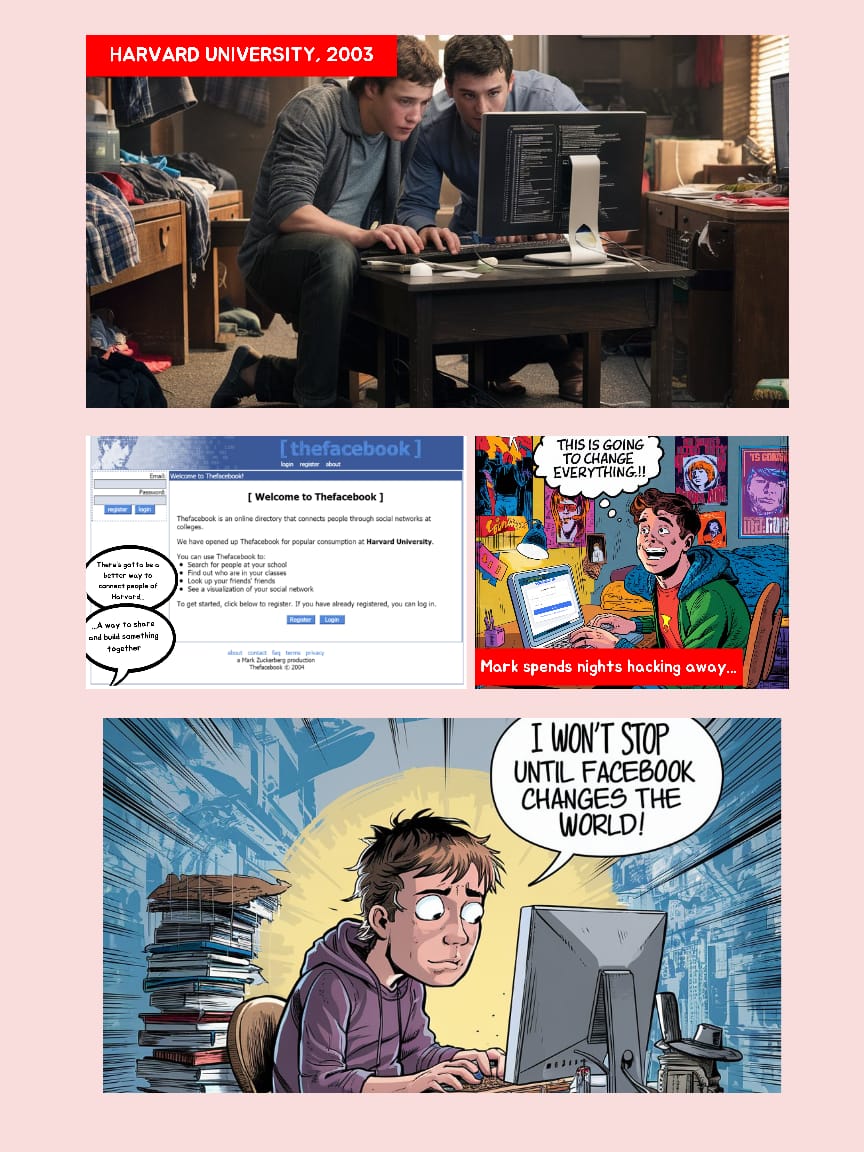 HARVARD UNIVERSITY, 2003
[thefacebook]
login register about
Email:
Password:
register login
Welcome to Thefacebook!
[ Welcome to Thefacebook ]
Thefacebook is an online directory that connects people through social networks at
colleges.
We have opened up Thefacebook for popular consumption at Harvard University.
You can use Thefacebook to:
• Search for people at your school
• Find out who are in your classes
• Look up your friends' friends
• See a visualization of your social network
To get started, click below to register. If you have already registered, you can log in.
Register Login
about contact faq terms privacy
a Mark Zuckerberg production
Thefacebook © 2004
There's got to be a
better way to
connect people of
Harvard..
...A way to share
and build something
together
THIS IS GOING
TO CHANGE
EVERYTHING.!!
Mark spends nights hacking away...
I WON'T STOP
UNTIL FACEBOOK
CHANGES THE
WORLD!